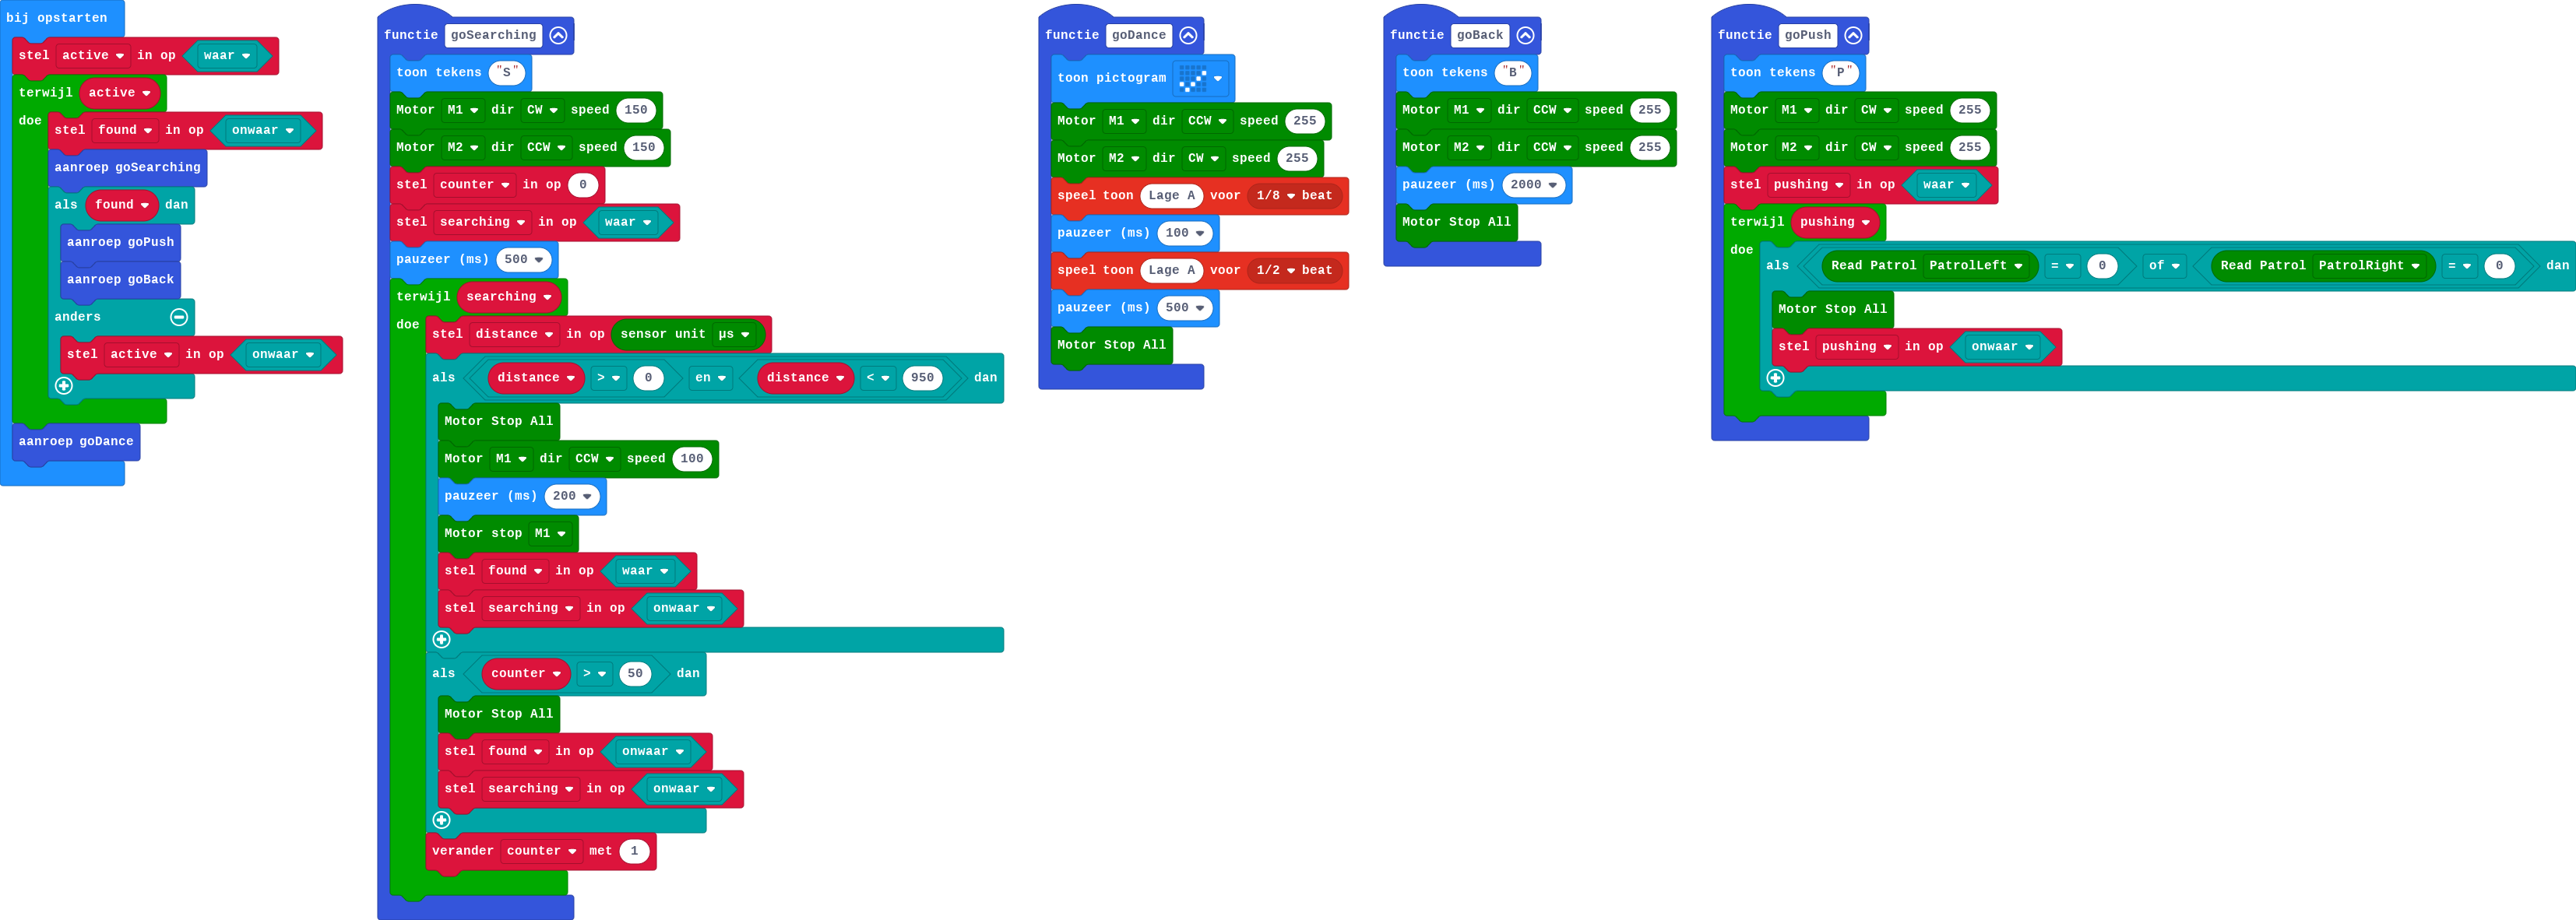 bij opstarten
stel active in op waar
terwijl active
doe
stel found in op onwaar
aanroep goSearching
als found dan
aanroep goPush
aanroep goBack
anders
stel active in op onwaar
aanroep goDance
functie goSearching
toon tekens "S"
Motor M1 dir CW speed 150
Motor M2 dir CCW speed 150
stel counter in op 0
stel searching in op waar
pauzeer (ms) 500
terwijl searching
doe
stel distance in op sensor unit µs
als distance > 0 en distance < 950 dan
Motor Stop All
Motor M1 dir CCW speed 100
pauzeer (ms) 200
Motor stop M1
stel found in op waar
stel searching in op onwaar
als counter > 50 dan
Motor Stop All
stel found in op onwaar
stel searching in op onwaar
verander counter met 1
functie goDance
toon pictogram
Motor M1 dir CCW speed 255
Motor M2 dir CW speed 255
speel toon Lage A voor 1/8 beat
pauzeer (ms) 100
speel toon Lage A voor 1/2 beat
pauzeer (ms) 500
Motor Stop All
functie goBack
toon tekens "B"
Motor M1 dir CCW speed 255
Motor M2 dir CCW speed 255
pauzeer (ms) 2000
Motor Stop All
functie goPush
toon tekens "P"
Motor M1 dir CW speed 255
Motor M2 dir CW speed 255
stel pushing in op waar
terwijl pushing
doe
als Read Patrol PatrolLeft = 0 of Read Patrol PatrolRight = 0 dan
Motor Stop All
stel pushing in op onwaar